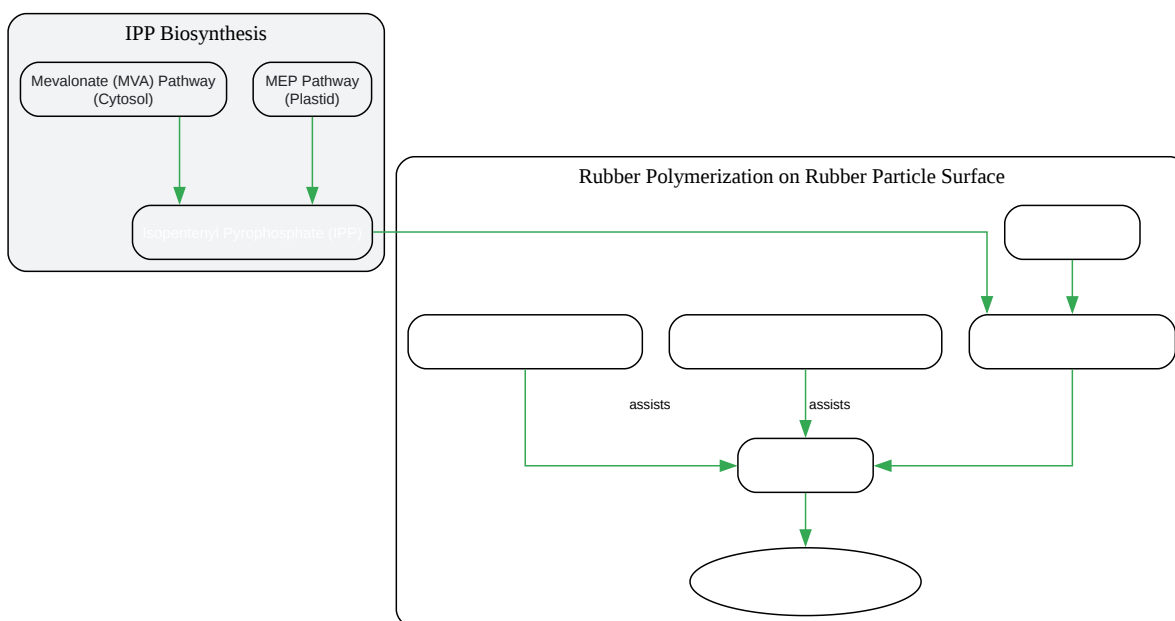 IPP Biosynthesis
Mevalonate (MVA) Pathway
(Cytosol)
MEP Pathway
(Plastid)
Isopentenyl Pyrophosphate (IPP)
Rubber Polymerization on Rubber Particle Surface
assists
assists